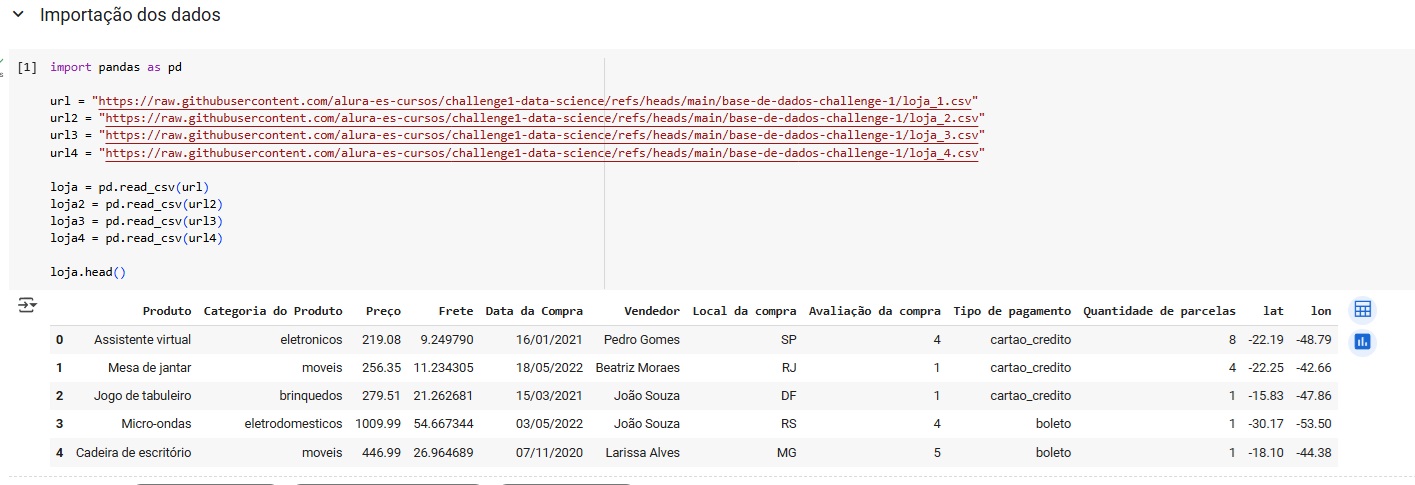 Importação dos dados
[1] import pandas as pd
url = "https://raw.githubusercontent.com/alura-es-cursos/challenge1-data-science/refs/heads/main/base-de-dados-challenge-1/loja_1.csv"
url2 = "https://raw.githubusercontent.com/alura-es-cursos/challenge1-data-science/refs/heads/main/base-de-dados-challenge-1/loja_2.csv"
url3 = "https://raw.githubusercontent.com/alura-es-cursos/challenge1-data-science/refs/heads/main/base-de-dados-challenge-1/loja_3.csv"
url4 = "https://raw.githubusercontent.com/alura-es-cursos/challenge1-data-science/refs/heads/main/base-de-dados-challenge-1/loja_4.csv"
loja = pd.read_csv(url)
loja2 = pd.read_csv(url2)
loja3 = pd.read_csv(url3)
loja4 = pd.read_csv(url4)
loja.head()
Produto Categoria do Produto Preço Frete Data da Compra Vendedor Local da compra Avaliação da compra Tipo de pagamento Quantidade de parcelas lat lon
0 Assistente virtual eletronicos 219.08 9.249790 16/01/2021 Pedro Gomes SP 4 cartao_credito 8 -22.19 -48.79
1 Mesa de jantar moveis 256.35 11.234305 18/05/2022 Beatriz Moraes RJ 1 cartao_credito 4 -22.25 -42.66
2 Jogo de tabuleiro brinquedos 279.51 21.262681 15/03/2021 João Souza DF 1 cartao_credito 1 -15.83 -47.86
3 Micro-ondas eletrodomesticos 1009.99 54.667344 03/05/2022 João Souza RS 4 boleto 1 -30.17 -53.50
4 Cadeira de escritório moveis 446.99 26.964689 07/11/2020 Larissa Alves MG 5 boleto 1 -18.10 -44.38